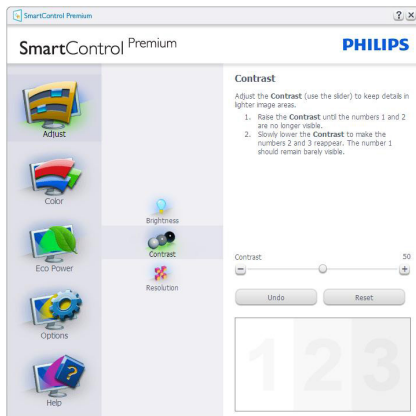 SmartControl Premium
SmartControl Premium
PHILIPS
Adjust
Color
Eco Power
Options
Help
Brightness
Contrast
Resolution
Contrast
Adjust the Contrast (use the slider) to keep details in
lighter image areas.
1. Raise the Contrast until the numbers 1 and 2
are no longer visible.
2. Slowly lower the Contrast to make the
numbers 2 and 3 reappear. The number 1
should remain barely visible.
Contrast 50
Undo Reset
1 2 3